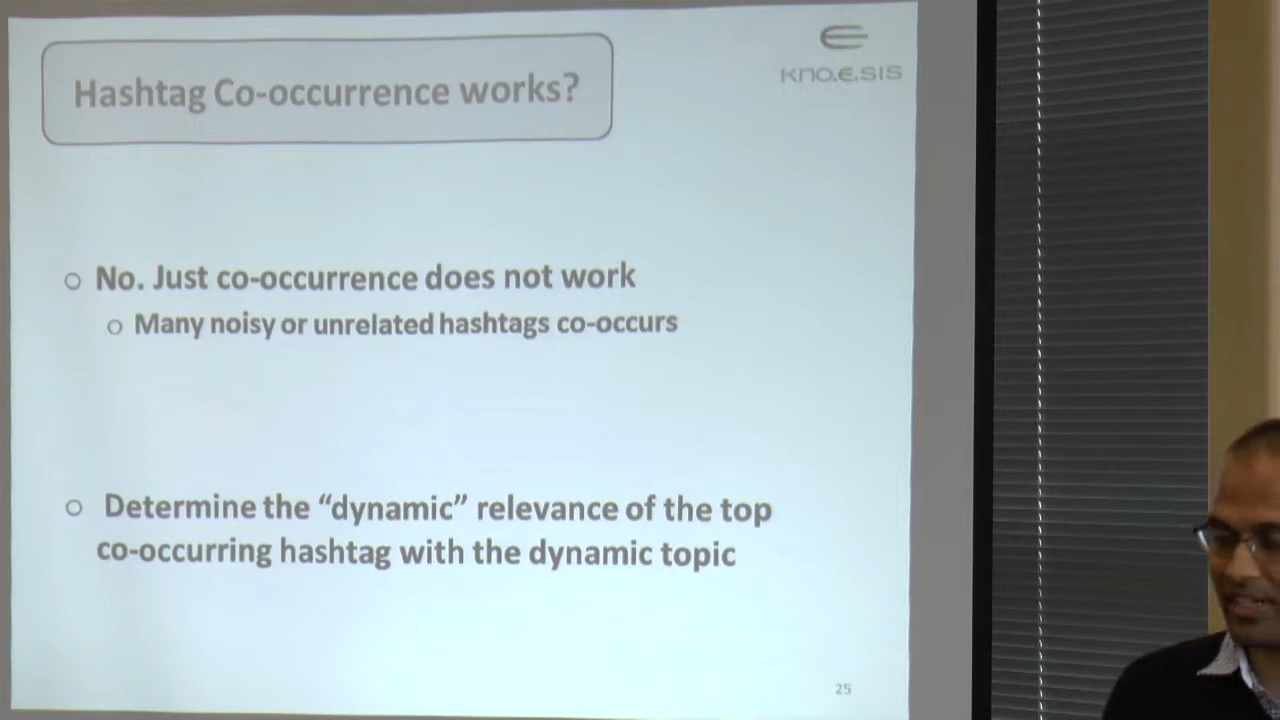 Hashtag Co-occurrence works?
KNO.E.SIS
No. Just co-occurrence does not work
Many noisy or unrelated hashtags co-occurs
Determine the “dynamic” relevance of the top
co-occurring hashtag with the dynamic topic
25